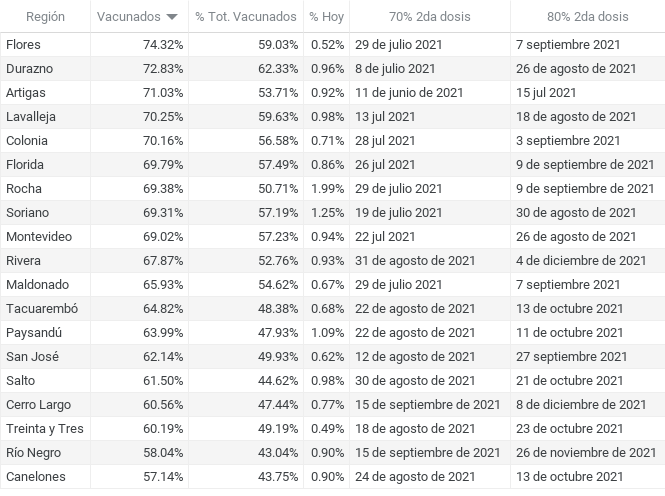 Región Vacunados % Tot. Vacunados % Hoy 70% 2da dosis 80% 2da dosis
Flores 74.32% 59.03% 0.52% 29 de julio 2021 7 septiembre 2021
Durazno 72.83% 62.33% 0.96% 8 de julio 2021 26 de agosto de 2021
Artigas 71.03% 53.71% 0.92% 11 de junio de 2021 15 jul 2021
Lavalleja 70.25% 59.63% 0.98% 13 jul 2021 18 de agosto de 2021
Colonia 70.16% 56.58% 0.71% 28 jul 2021 3 septiembre 2021
Florida 69.79% 57.49% 0.86% 26 jul 2021 9 de septiembre de 2021
Rocha 69.38% 50.71% 1.99% 29 de julio 2021 9 de septiembre de 2021
Soriano 69.31% 57.19% 1.25% 19 de julio 2021 30 de agosto de 2021
Montevideo 69.02% 57.23% 0.94% 22 jul 2021 26 de agosto de 2021
Rivera 67.87% 52.76% 0.93% 31 de agosto de 2021 4 de diciembre de 2021
Maldonado 65.93% 54.62% 0.67% 29 de julio 2021 7 septiembre 2021
Tacuarembó 64.82% 48.38% 0.68% 22 de agosto de 2021 13 de octubre 2021
Paysandú 63.99% 47.93% 1.09% 22 de agosto de 2021 11 de octubre 2021
San José 62.14% 49.93% 0.62% 12 de agosto de 2021 27 septiembre 2021
Salto 61.50% 44.62% 0.98% 30 de agosto de 2021 21 de octubre 2021
Cerro Largo 60.56% 47.44% 0.77% 15 de septiembre de 2021 8 de diciembre de 2021
Treinta y Tres 60.19% 49.19% 0.49% 18 de agosto de 2021 23 de octubre 2021
Río Negro 58.04% 43.04% 0.90% 15 de septiembre de 2021 26 de noviembre de 2021
Canelones 57.14% 43.75% 0.90% 24 de agosto de 2021 13 de octubre 2021